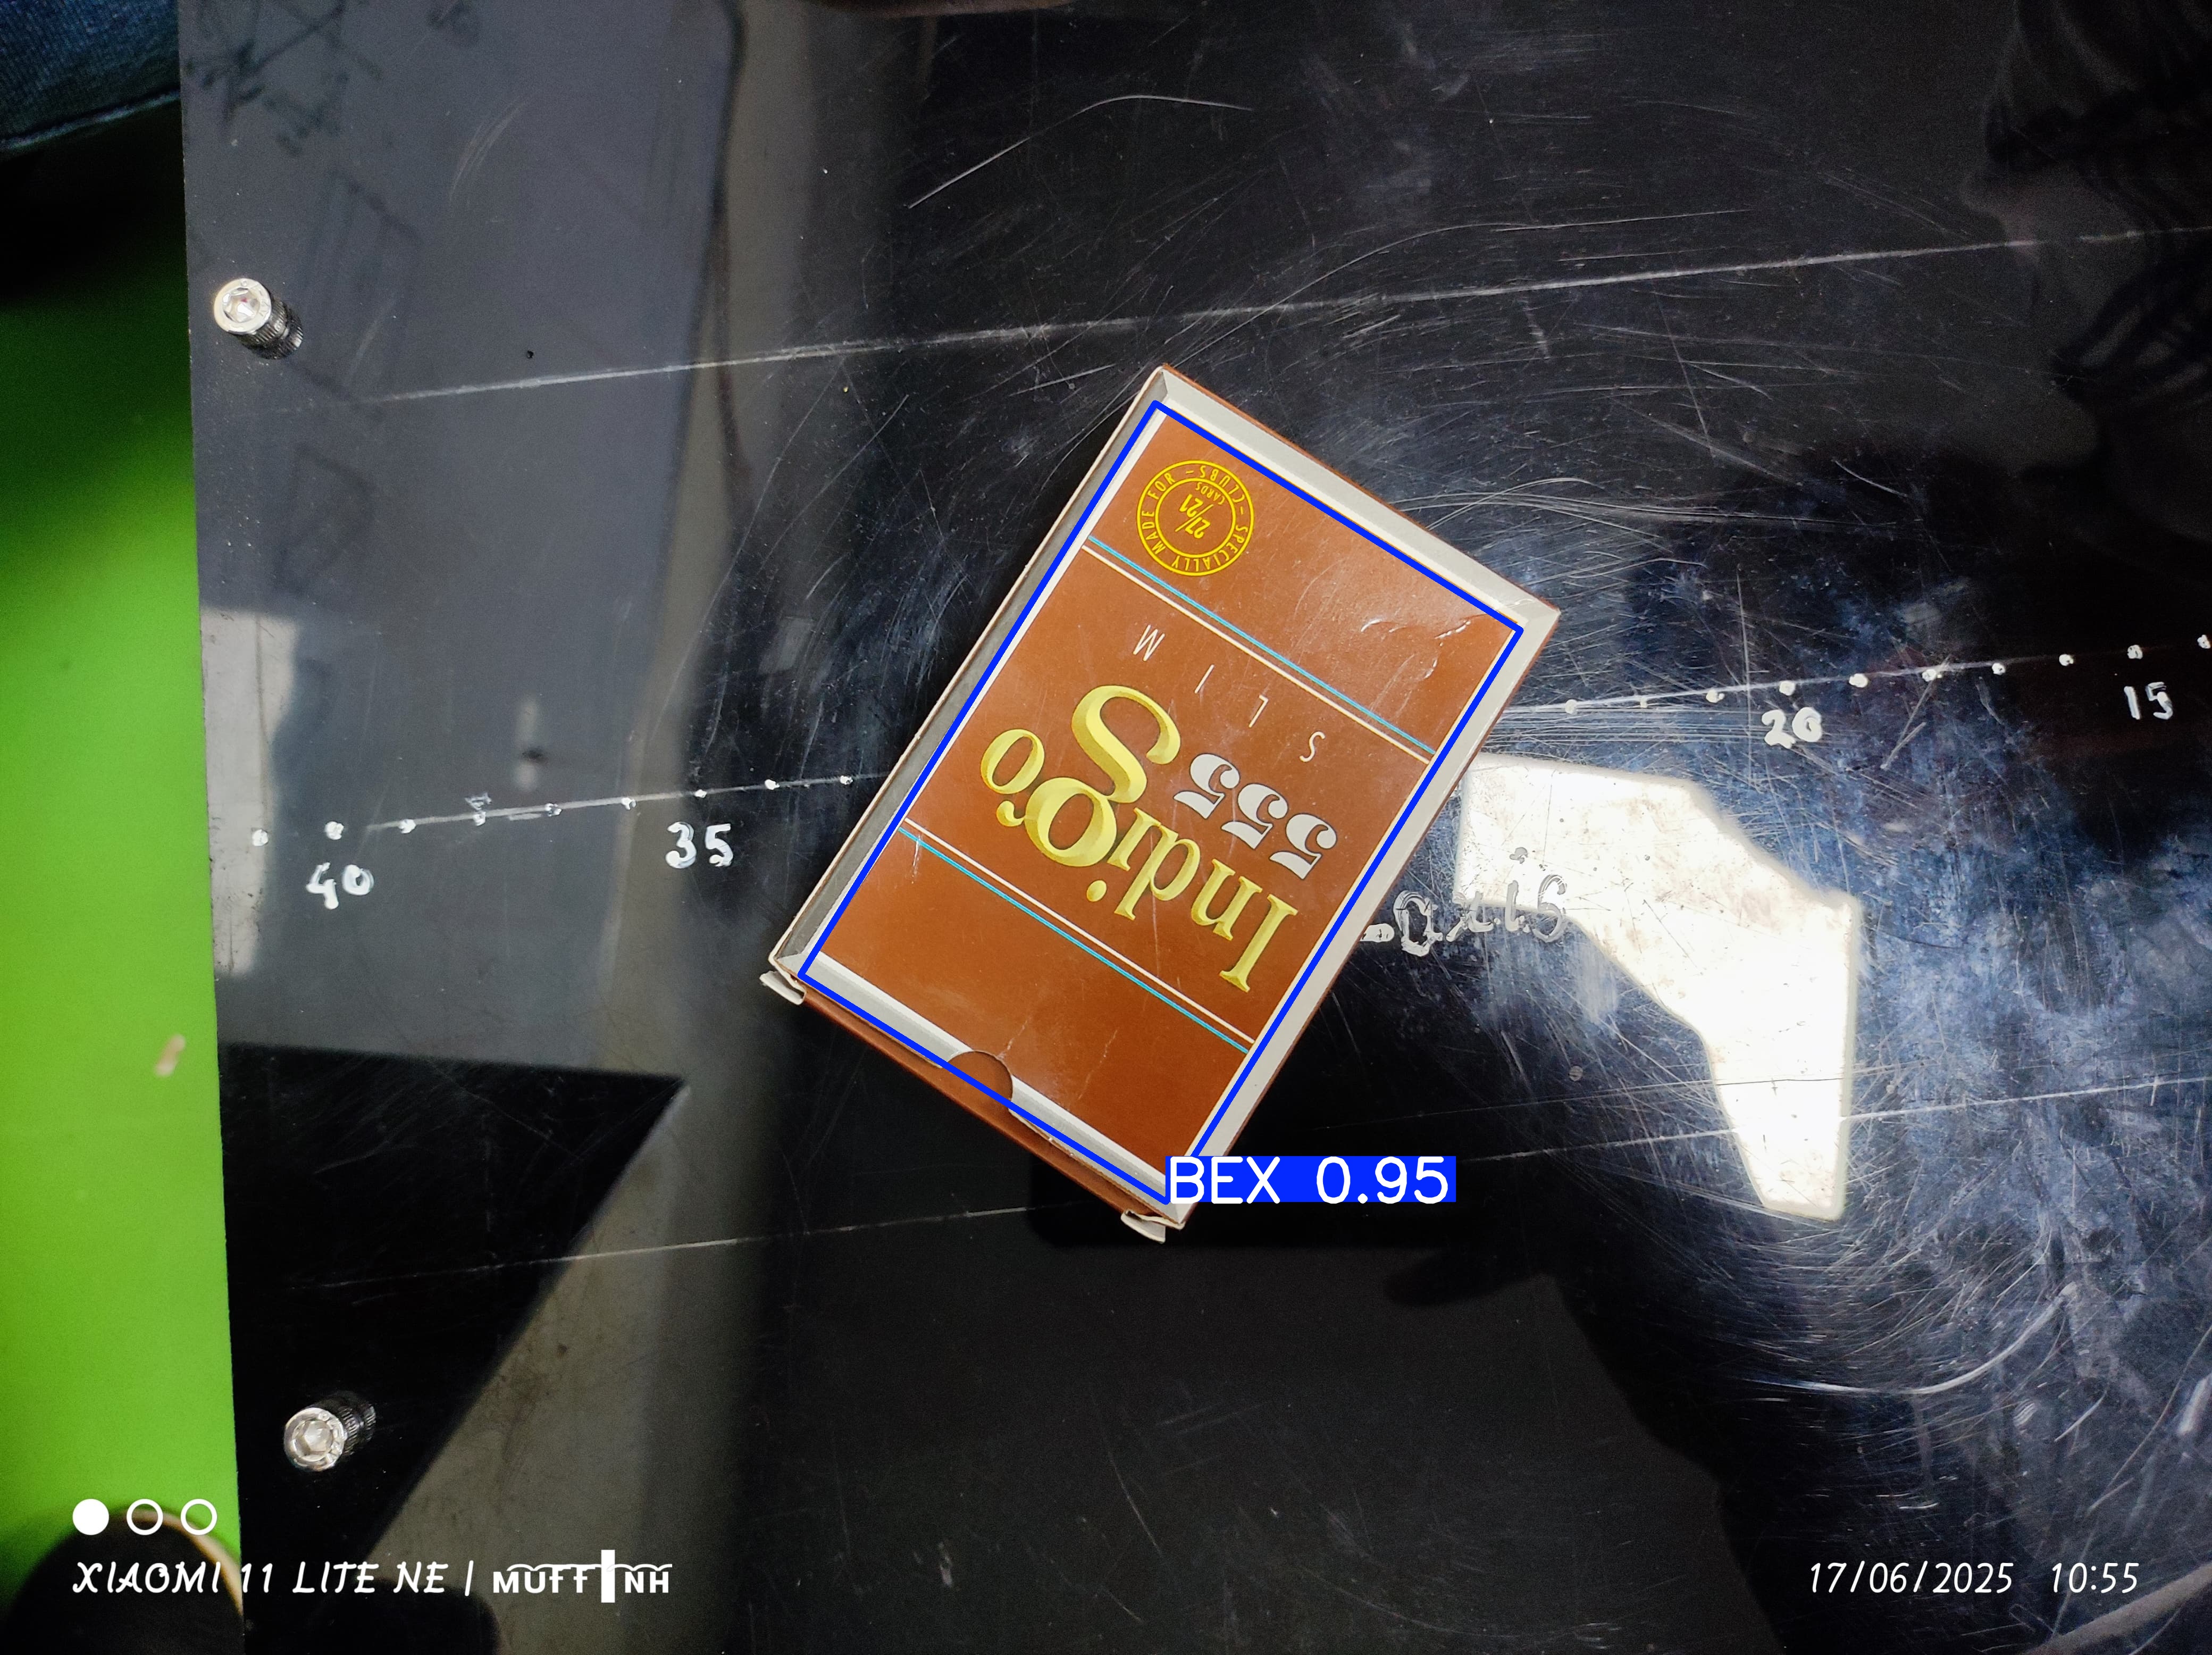 20
15
35
40
- SPECIALLY MADE FOR - CLUBS
27/21
CARDS
SLIM
555
Indigo
BEX 0.95
XIAOMI 11 LITE NE |
17/06/2025 10:55